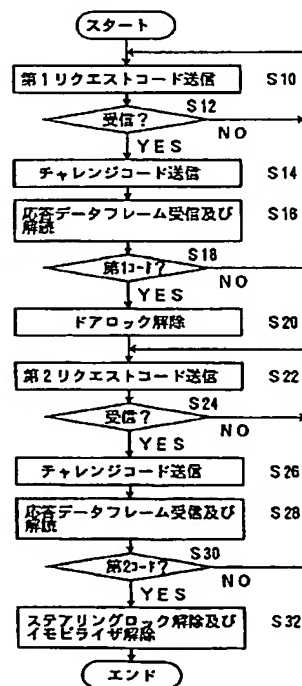 スタート
第1リクエストコード送信 S10
受信? S12
NO
YES
チャレンジコード送信 S14
応答データフレーム受信及び S16
解読
第1コード? S18
NO
YES
ドアロック解除 S20
第2リクエストコード送信 S22
受信? S24
NO
YES
チャレンジコード送信 S26
応答データフレーム受信及び S28
解読
第2コード? S30
NO
YES
ステアリングロック解除及び S32
イモビライザ解除
エンド